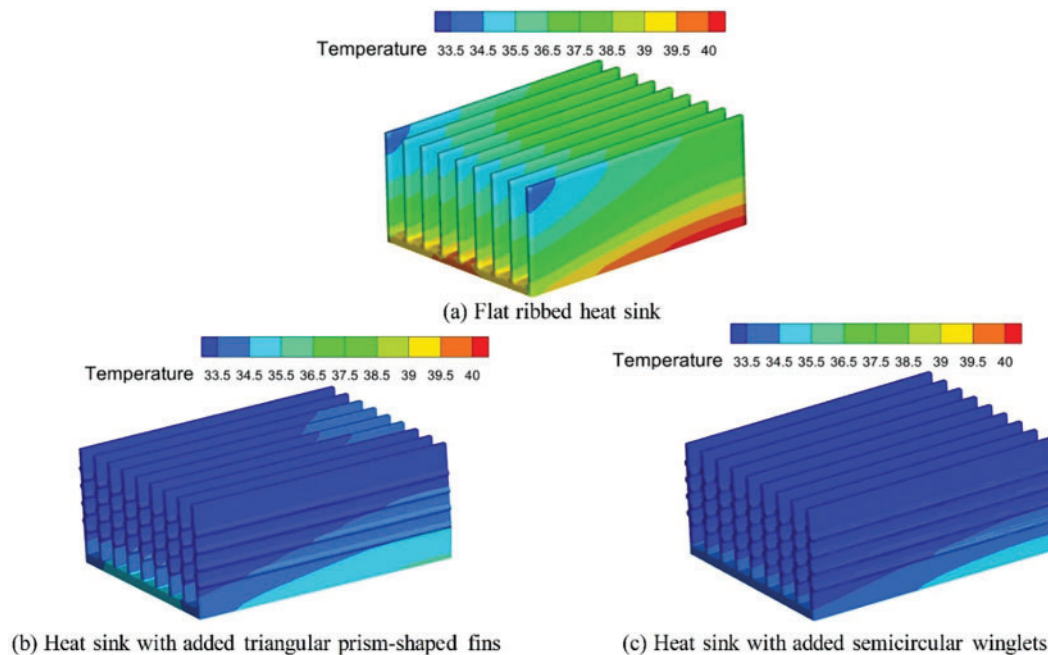 Temperature 33.5 34.5 35.5 36.5 37.5 38.5 39 39.5 40
(a) Flat ribbed heat sink
Temperature 33.5 34.5 35.5 36.5 37.5 38.5 39 39.5 40
Temperature 33.5 34.5 35.5 36.5 37.5 38.5 39 39.5 40
(b) Heat sink with added triangular prism-shaped fins
(c) Heat sink with added semicircular winglets